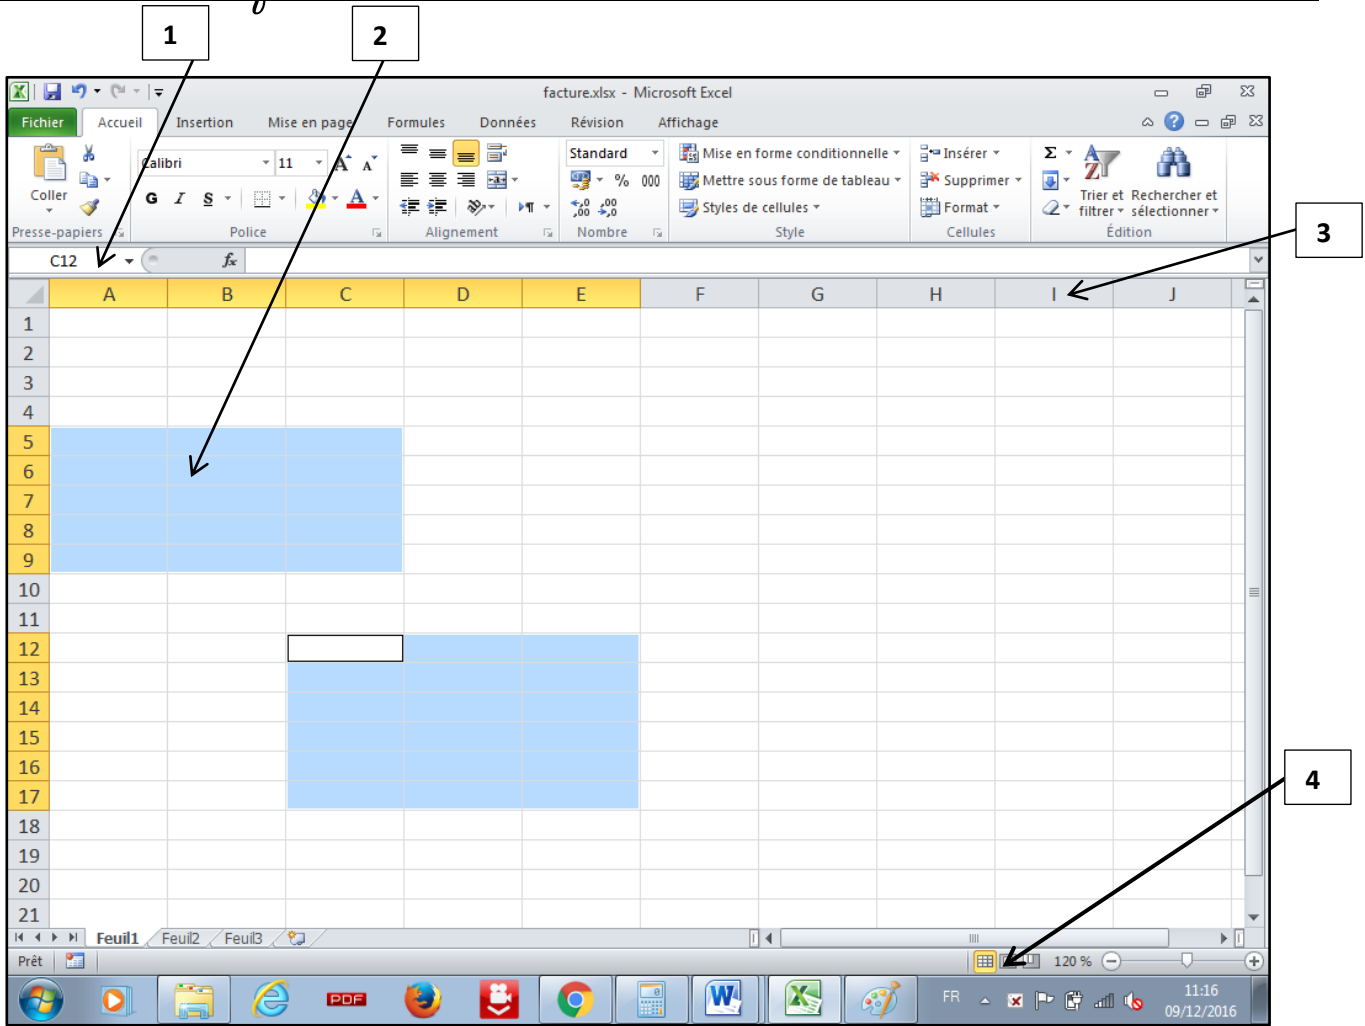 1
2
facture.xlsx - Microsoft Excel
Fichier Accueil Insertion Mise en page Formules Données Révision Affichage
Calibri 11 A A Standard Mise en forme conditionnelle Insérer Σ
Coller % 000 Mettre sous forme de tableau Supprimer Trier et Rechercher et
G I S A ,00 ,00 Styles de cellules Format filtrer sélectionner
Presse-papiers Police Alignement Nombre Style Cellules Édition
3
C12 fx
A B C D E F G H I J
1
2
3
4
5
6
7
8
9
10
11
12
13
14
15
16
17
4
18
19
20
21
Feuil1 Feuil2 Feuil3
Prêt 120 %
PDF W X FR 11:16
09/12/2016